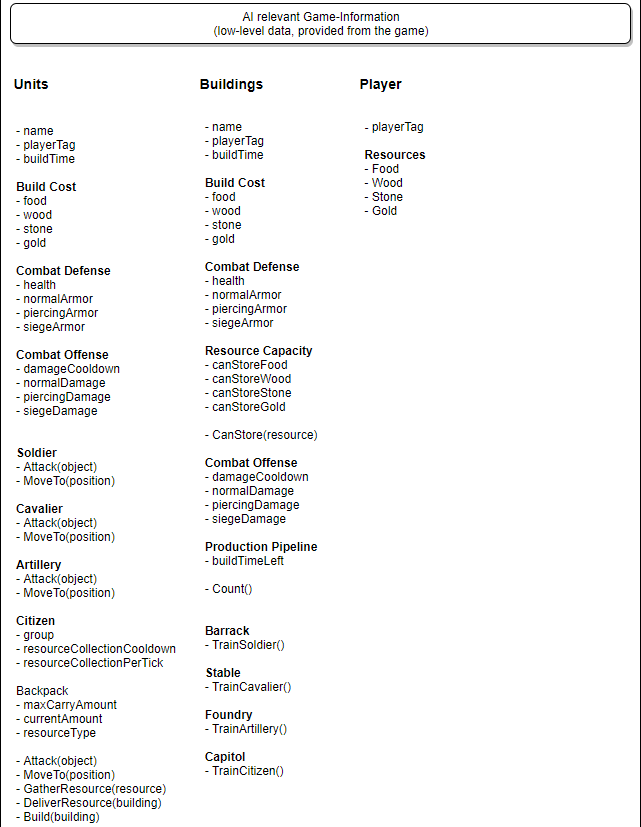 AI relevant Game-Information
(low-level data, provided from the game)
Units
- name
- playerTag
- buildTime
Build Cost
- food
- wood
- stone
- gold
Combat Defense
- health
- normalArmor
- piercingArmor
- siegeArmor
Combat Offense
- damageCooldown
- normalDamage
- piercingDamage
- siegeDamage
Soldier
- Attack(object)
- MoveTo(position)
Cavalier
- Attack(object)
- MoveTo(position)
Artillery
- Attack(object)
- MoveTo(position)
Citizen
- group
- resourceCollectionCooldown
- resourceCollectionPerTick
Backpack
- maxCarryAmount
- currentAmount
- resourceType
- Attack(object)
- MoveTo(position)
- GatherResource(resource)
- DeliverResource(building)
- Build(building)
Buildings
- name
- playerTag
- buildTime
Build Cost
- food
- wood
- stone
- gold
Combat Defense
- health
- normalArmor
- piercingArmor
- siegeArmor
Resource Capacity
- canStoreFood
- canStoreWood
- canStoreStone
- canStoreGold
- CanStore(resource)
Combat Offense
- damageCooldown
- normalDamage
- piercingDamage
- siegeDamage
Production Pipeline
- buildTimeLeft
- Count()
Barrack
- TrainSoldier()
Stable
- TrainCavalier()
Foundry
- TrainArtillery()
Capitol
- TrainCitizen()
Player
- playerTag
Resources
- Food
- Wood
- Stone
- Gold